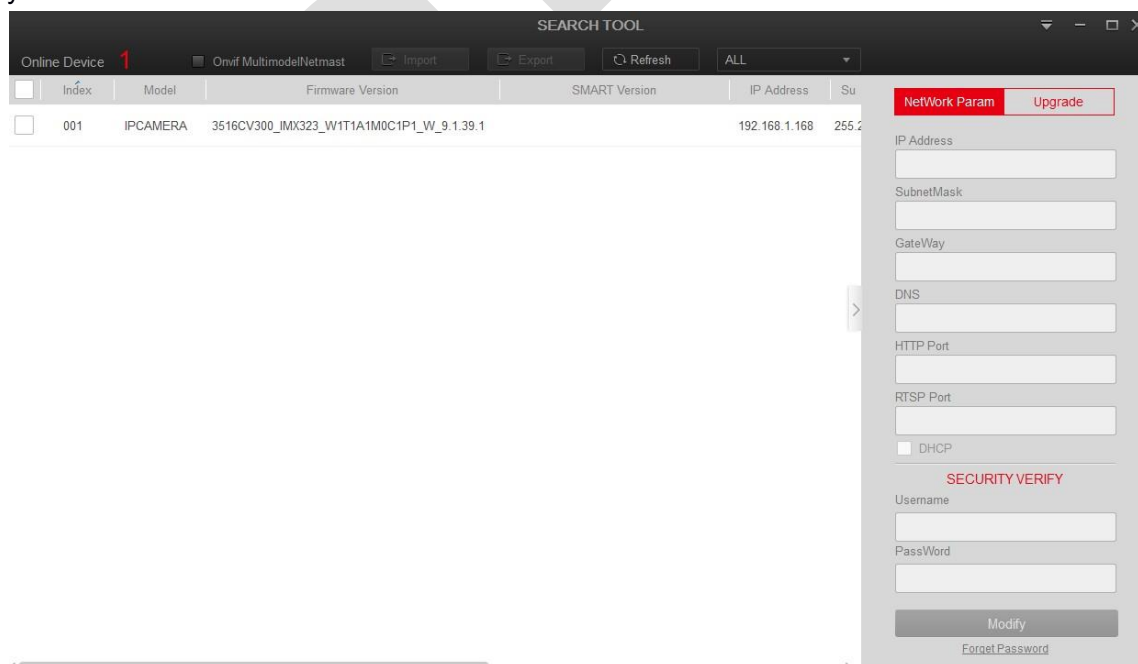 SEARCH TOOL
Online Device 1 Onvif MultimodelNetmast Import Export Refresh ALL
Index Model Firmware Version SMART Version IP Address Su
001 IPCAMERA 3516CV300_IMX323_W1T1A1M0C1P1_W_9.1.39.1 192.168.1.168 255.2
NetWork Param Upgrade
IP Address
SubnetMask
GateWay
DNS
HTTP Port
RTSP Port
DHCP
SECURITY VERIFY
Username
PassWord
Modify
Forget Password